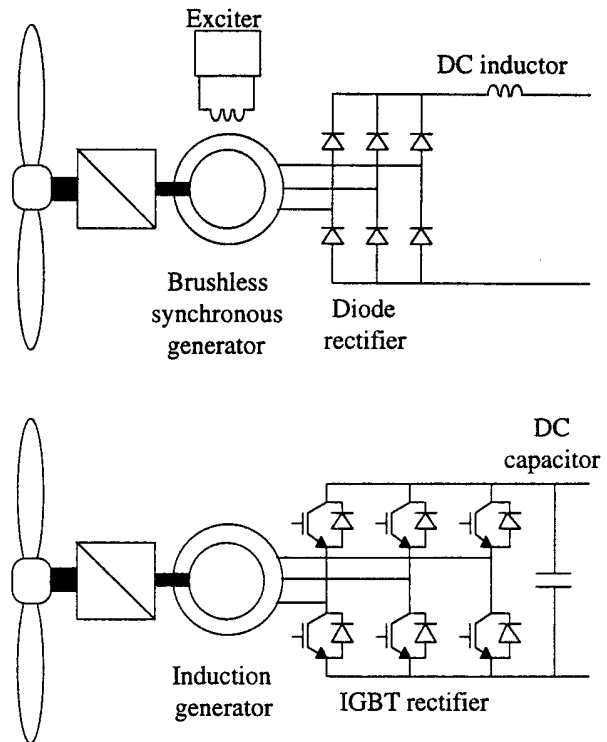 Exciter
DC inductor
Brushless
synchronous
generator
Diode
rectifier
DC
capacitor
Induction
generator
IGBT rectifier